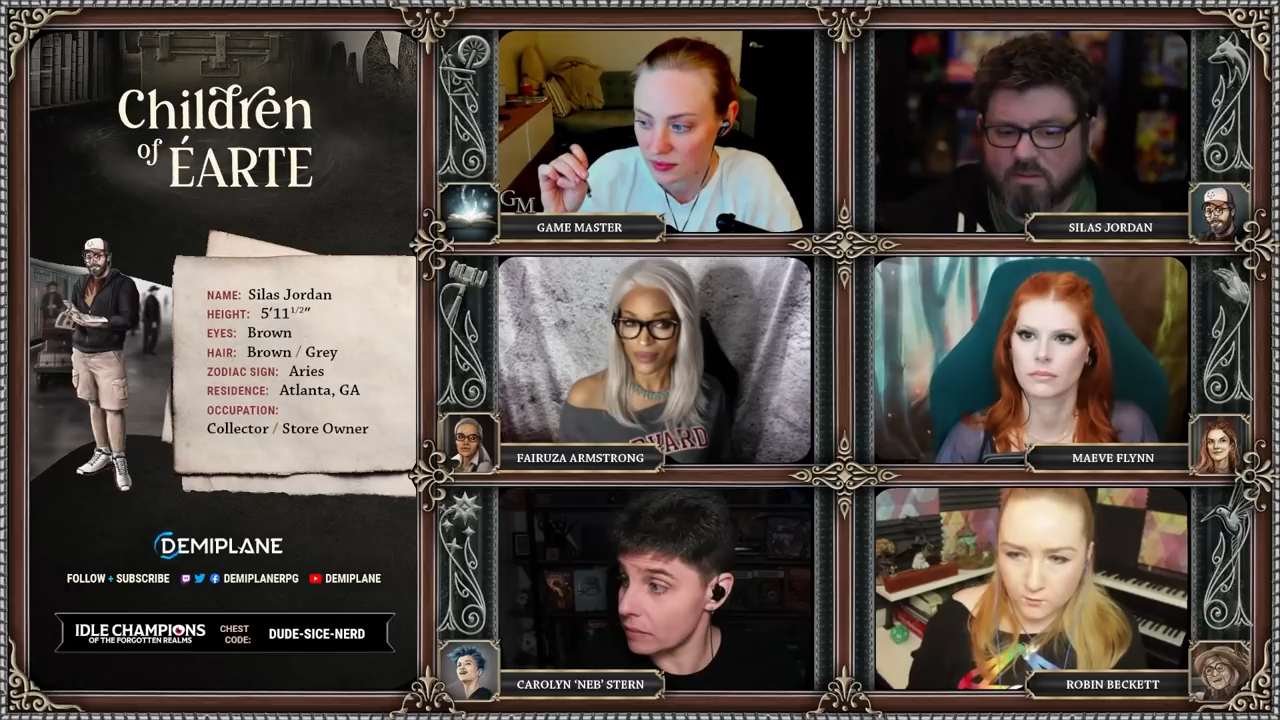 Children
of ÉARTE
NAME: Silas Jordan
HEIGHT: 5'11 1/2"
EYES: Brown
HAIR: Brown / Grey
ZODIAC SIGN: Aries
RESIDENCE: Atlanta, GA
OCCUPATION:
Collector / Store Owner
DEMIPLANE
FOLLOW + SUBSCRIBE DEMIPLANERPG DEMIPLANE
IDLE CHAMPIONS
OF THE FORGOTTEN REALMS
CHEST
CODE:
DUDE-SICE-NERD
GM
GAME MASTER
SILAS JORDAN
FAIRUZA ARMSTRONG
MAEVE FLYNN
CAROLYN ‘NEB’ STERN
ROBIN BECKETT